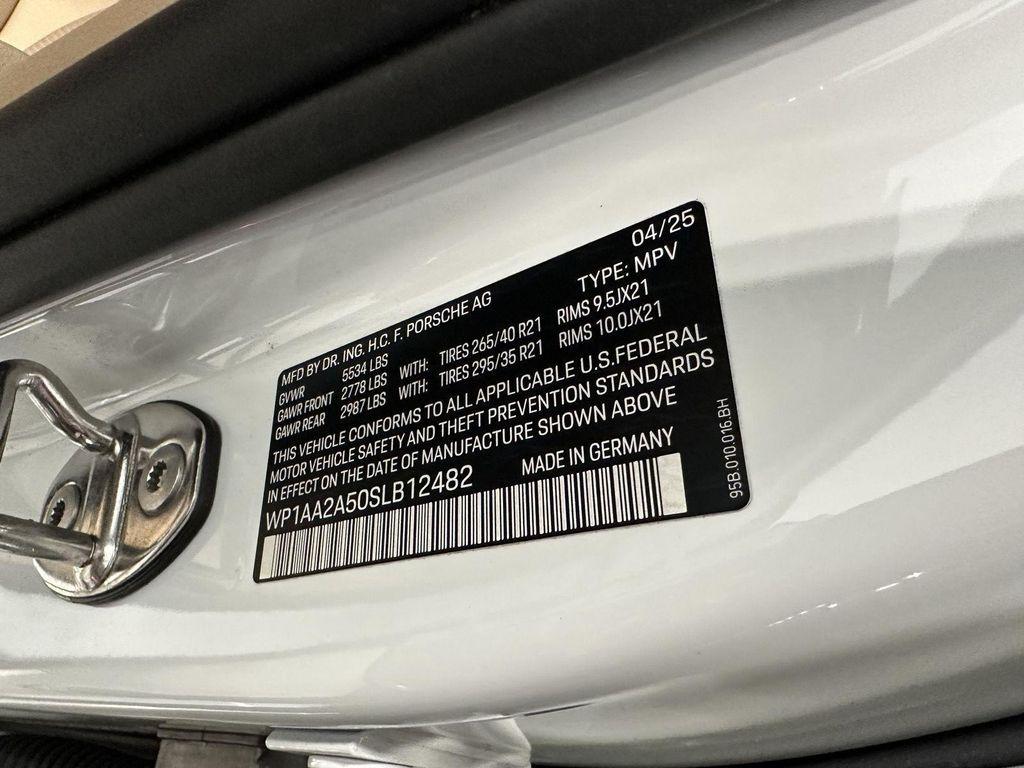 04/25
MFD BY DR. ING. H.C. F. PORSCHE AG TYPE: MPV
GVWR 5534 LBS
GAWR FRONT 2778 LBS WITH: TIRES 265/40 R21 RIMS 9.5JX21
GAWR REAR 2987 LBS WITH: TIRES 295/35 R21 RIMS 10.0JX21
THIS VEHICLE CONFORMS TO ALL APPLICABLE U.S.FEDERAL
MOTOR VEHICLE SAFETY AND THEFT PREVENTION STANDARDS
IN EFFECT ON THE DATE OF MANUFACTURE SHOWN ABOVE
WP1AA2A50SLB12482 MADE IN GERMANY
95B.010.016.BH